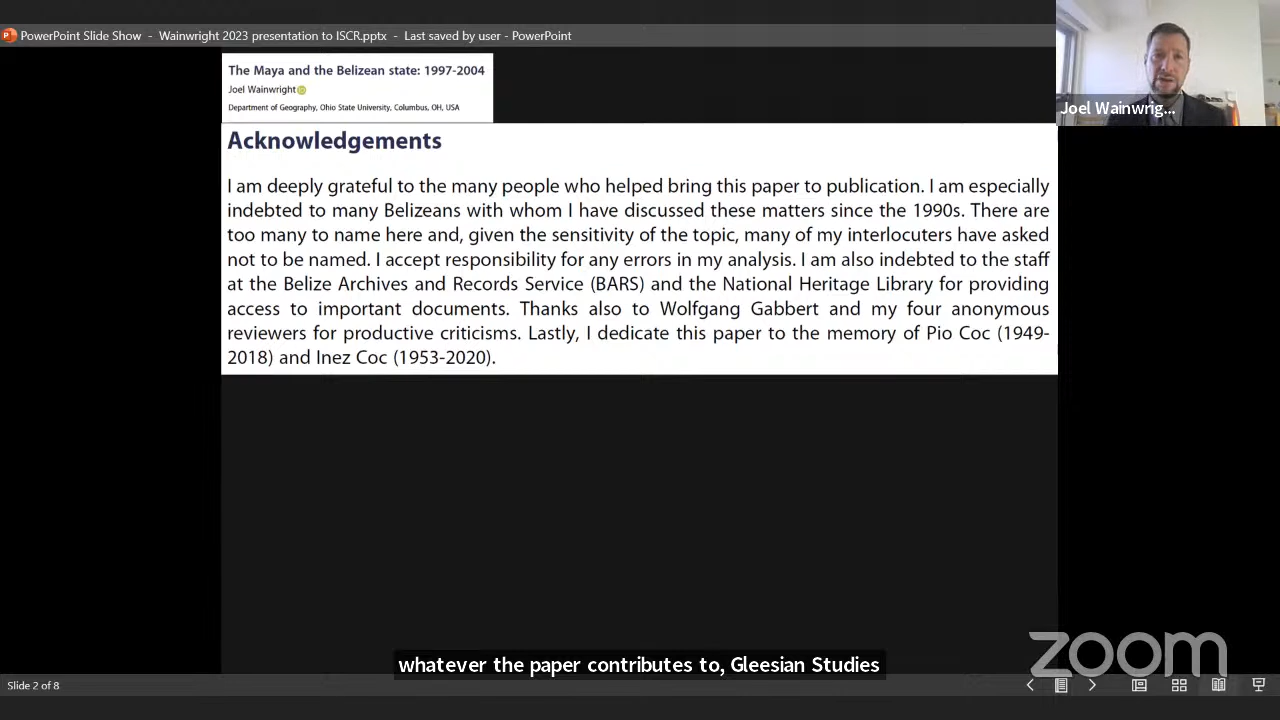 PowerPoint Slide Show - Wainwright 2023 presentation to ISCR.pptx - Last saved by user - PowerPoint
The Maya and the Belizean state: 1997-2004
Joel Wainwright
Department of Geography, Ohio State University, Columbus, OH, USA
Joel Wainwrig...
Acknowledgements
I am deeply grateful to the many people who helped bring this paper to publication. I am especially
indebted to many Belizeans with whom I have discussed these matters since the 1990s. There are
too many to name here and, given the sensitivity of the topic, many of my interlocuters have asked
not to be named. I accept responsibility for any errors in my analysis. I am also indebted to the staff
at the Belize Archives and Records Service (BARS) and the National Heritage Library for providing
access to important documents. Thanks also to Wolfgang Gabbert and my four anonymous
reviewers for productive criticisms. Lastly, I dedicate this paper to the memory of Pio Coc (1949-
2018) and Inez Coc (1953-2020).
whatever the paper contributes to, Gleesian Studies
zoom
Slide 2 of 8